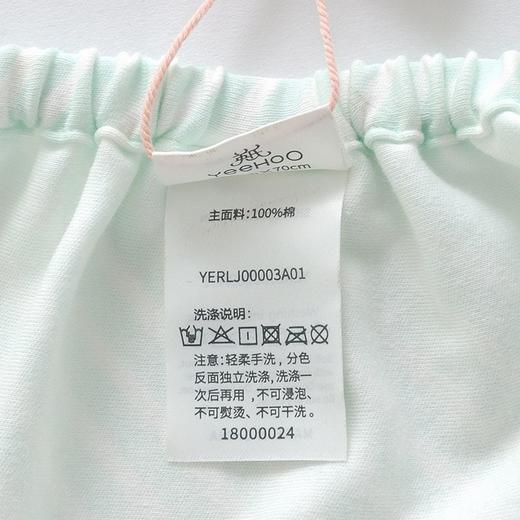 YeeHOO
70cm
主面料:100%棉
YERLJ00003A01
洗涤说明:
注意:轻柔手洗,分色
反面独立洗涤,洗涤一
次后再用,不可浸泡、
不可熨烫、不可干洗。
18000024